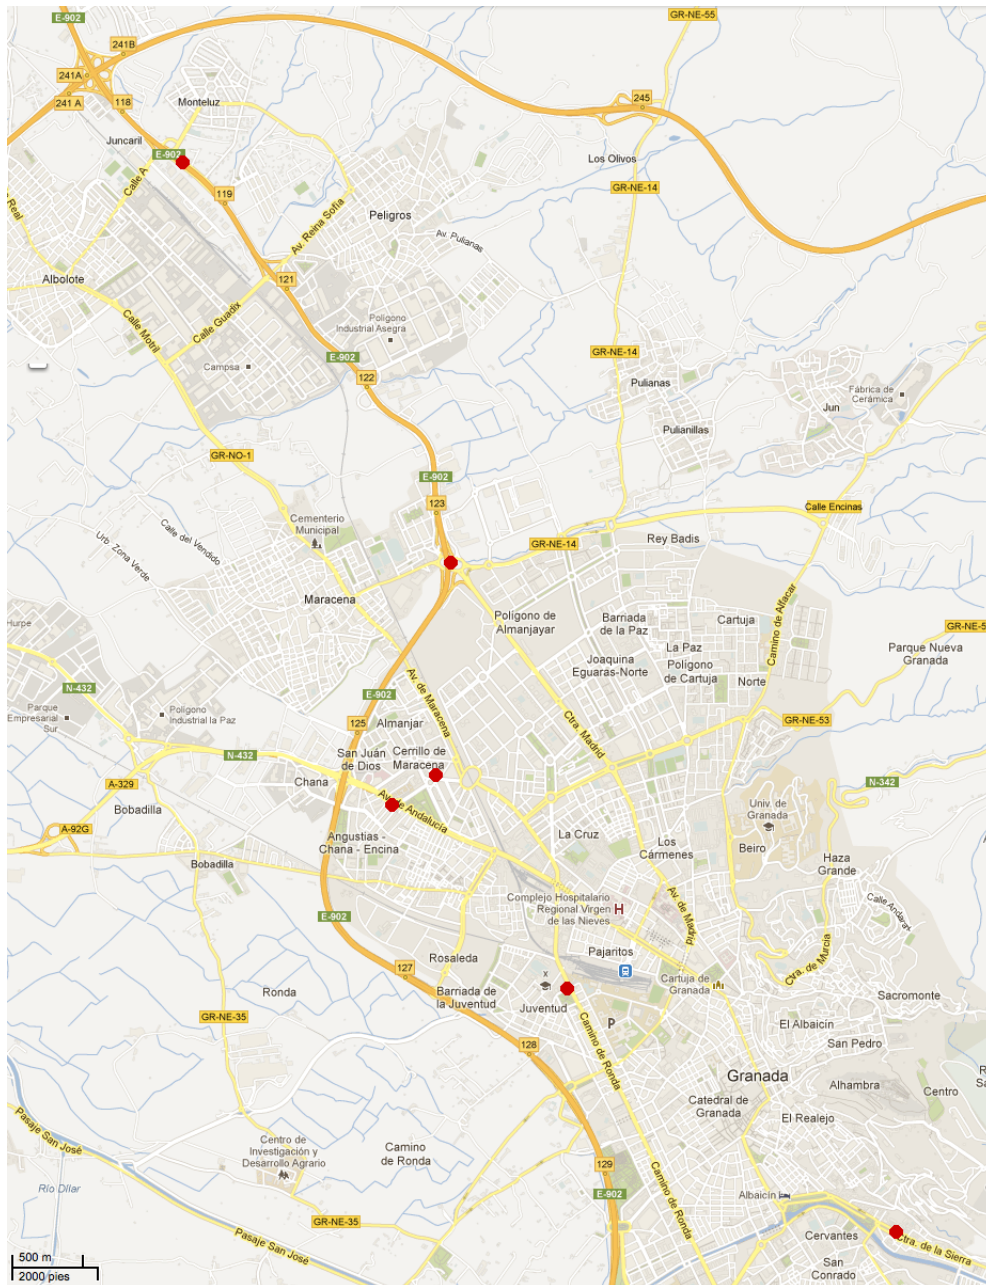 E-902
GR-NE-55
241B
241A
241 A
118
Monteluz
245
Juncaril
E-902
Los Olivos
Calle A
119
GR-NE-14
Real
Av. Reina Sofía
Peligros
Av. Pulianas
Albolote
121
Calle Motril
Calle Guadix
Polígono
Industrial Asegra
E-902
GR-NE-14
Campsa
122
Pulianas
Fábrica de
Cerámica
Jun
Pulianillas
GR-NO-1
E-902
123
Calle Encinas
Cementerio
Municipal
Calle del Vendido
Urb. Zona Verde
GR-NE-14
Rey Badis
Maracena
Camino de Alfacar
Polígono de
Almanjayar
Barriada
de la Paz
Cartuja
Hurpe
GR-NE-5
La Paz
Parque Nueva
Granada
Joaquina
Eguaras-Norte
Polígono
de Cartuja
Norte
N-432
E-902
Av. de Maracena
Parque
Empresarial
Sur
Polígono
Industrial la Paz
125
Almanjar
Ctra. Madrid
GR-NE-53
N-432
San Juán
de Dios
Cerrillo de
Maracena
A-329
Chana
N-342
Bobadilla
Av. de Andalucía
Univ. de
Granada
A-92G
Angustias -
Chana - Encina
La Cruz
Los
Cármenes
Beiro
Haza
Grande
Bobadilla
Complejo Hospitalario
Regional Virgen
de las Nieves
H
Av. de Madrid
Calle Andarax
E-902
Pajaritos
Cvra. de Murcia
Rosaleda
127
x
Cartuja de
Granada
Ronda
Barriada de
la Juventud
Juventud
Sacromonte
GR-NE-35
P
El Albaicín
128
Camino de Ronda
San Pedro
Granada
Alhambra
Centro
Catedral de
Granada
Pasaje San José
El Realejo
Centro de
Investigación y
Desarrollo Agrario
Camino
de Ronda
129
Río Dílar
E-902
Camino de Ronda
Albaicín
GR-NE-35
Pasaje San José
Cervantes
Ctra. de la Sierra
San
Conrado
500 m
2000 pies